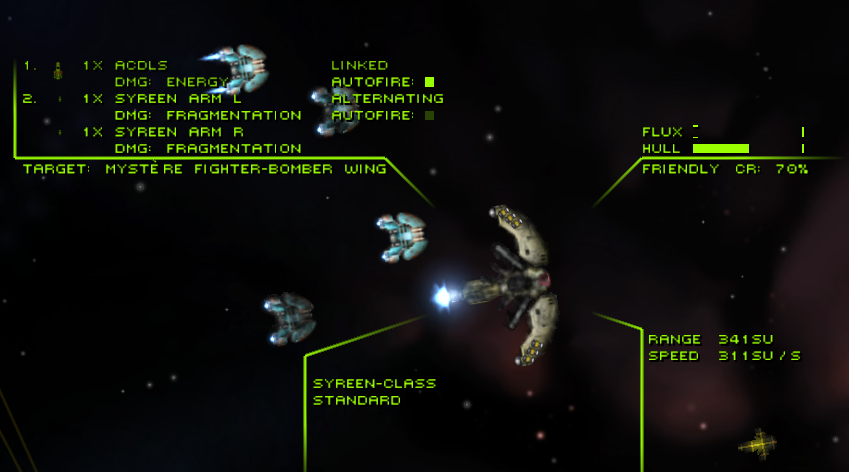 1. 1X ACDLS LINKED
DMG: ENERGY AUTOFIRE:
2. 1X SYREEN ARM L ALTERNATING
DMG: FRAGMENTATION AUTOFIRE:
1X SYREEN ARM R
DMG: FRAGMENTATION
TARGET: MYSTÈRE FIGHTER-BOMBER WING
FLUX
HULL
FRIENDLY CR: 70%
RANGE 341SU
SPEED 311SU/S
SYREEN-CLASS
STANDARD